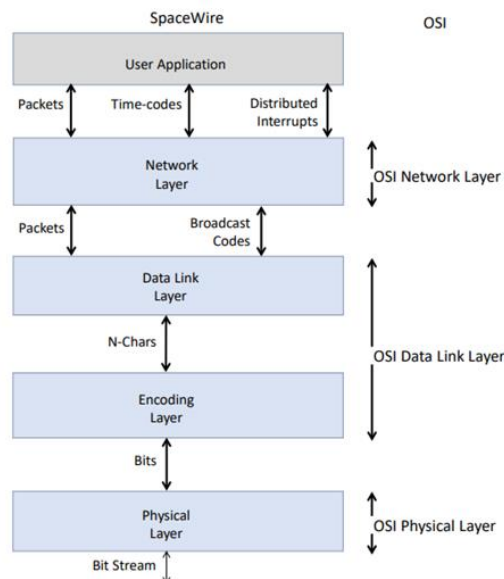 SpaceWire
OSI
User Application
Packets
Time-codes
Distributed
Interrupts
Network
Layer
OSI Network Layer
Packets
Broadcast
Codes
Data Link
Layer
N-Chars
OSI Data Link Layer
Encoding
Layer
Bits
Physical
Layer
OSI Physical Layer
Bit Stream